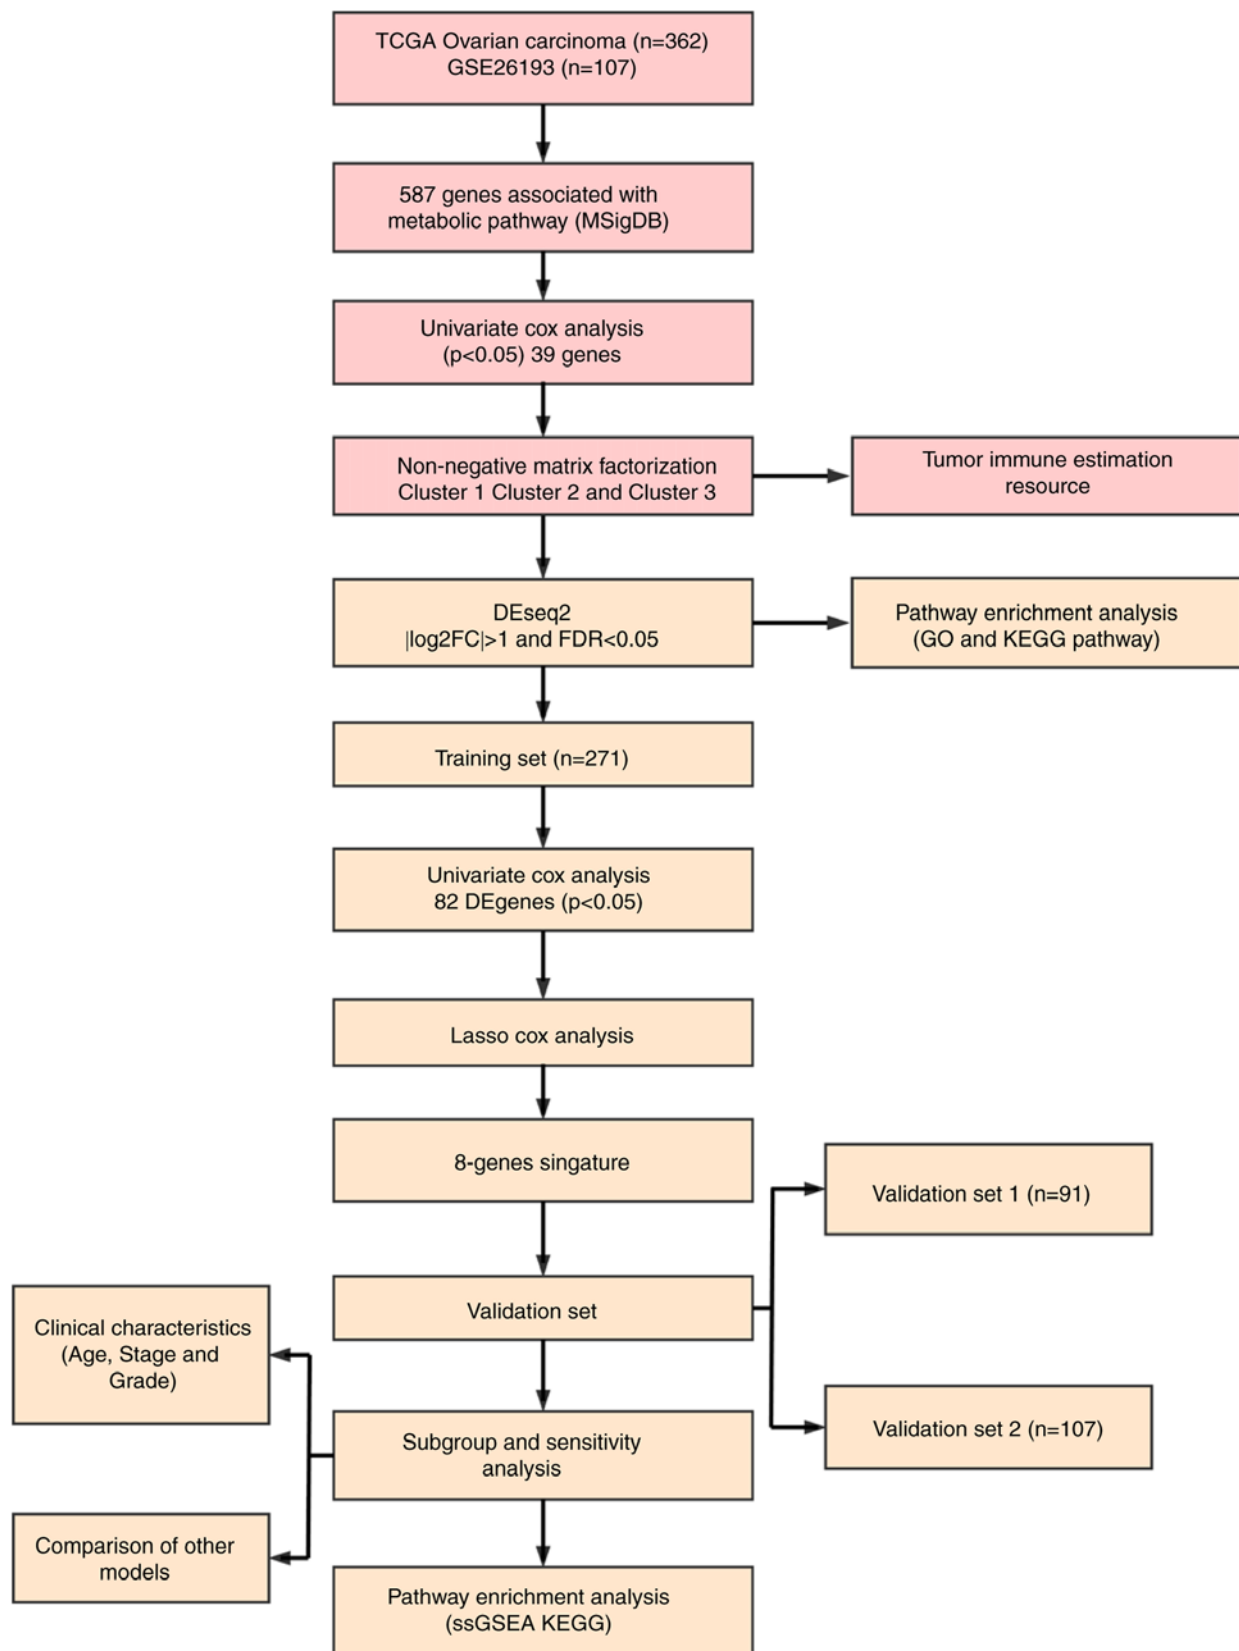 TCGA Ovarian carcinoma (n=362)
GSE26193 (n=107)
587 genes associated with
metabolic pathway (MSigDB)
Univariate cox analysis
(p<0.05) 39 genes
Non-negative matrix factorization
Cluster 1 Cluster 2 and Cluster 3
Tumor immune estimation
resource
DEseq2
|log2FC|>1 and FDR<0.05
Pathway enrichment analysis
(GO and KEGG pathway)
Training set (n=271)
Univariate cox analysis
82 DEgenes (p<0.05)
Lasso cox analysis
8-genes singature
Validation set
Validation set 1 (n=91)
Validation set 2 (n=107)
Subgroup and sensitivity
analysis
Clinical characteristics
(Age, Stage and
Grade)
Comparison of other
models
Pathway enrichment analysis
(ssGSEA KEGG)